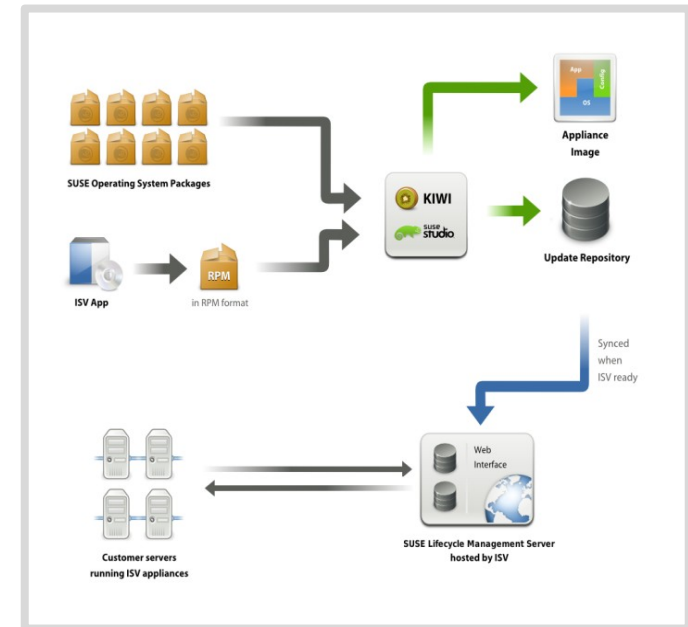 App
Config
OS
Appliance
Image
SUSE Operating System Packages
KIWI
SUSE
studio
Update Repository
RPM
ISV App
in RPM format
Synced
when
ISV ready
Web
Interface
SUSE Lifecycle Management Server
hosted by ISV
Customer servers
running ISV appliances